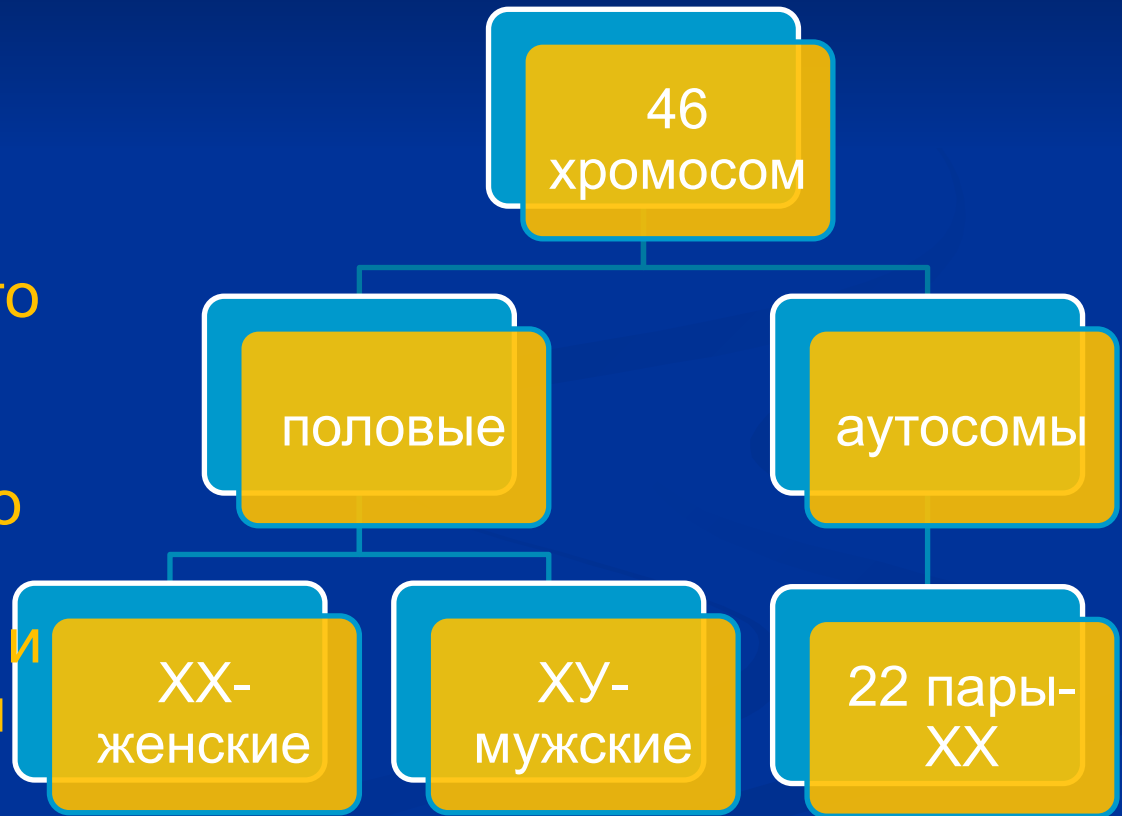 46
хромосом
половые
аутосомы
ХХ-
женские
ХУ-
мужские
22 пары-
ХХ